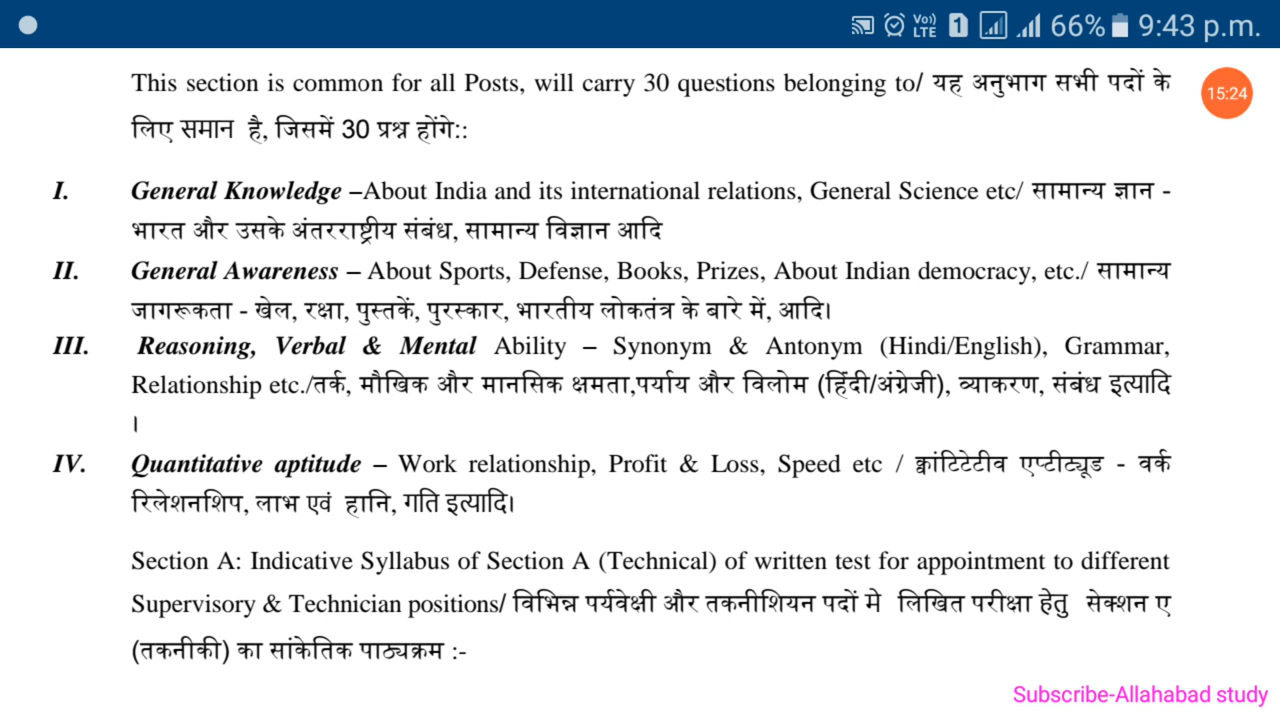 Vo)) LTE 1 66% 9:43 p.m.
This section is common for all Posts, will carry 30 questions belonging to/ यह अनुभाग सभी पदों के
15:24
लिए समान है, जिसमें 30 प्रश्न होंगे::
I. General Knowledge –About India and its international relations, General Science etc/ सामान्य ज्ञान -
भारत और उसके अंतरराष्ट्रीय संबंध, सामान्य विज्ञान आदि
II. General Awareness – About Sports, Defense, Books, Prizes, About Indian democracy, etc./ सामान्य
जागरूकता - खेल, रक्षा, पुस्तकें, पुरस्कार, भारतीय लोकतंत्र के बारे में, आदि।
III. Reasoning, Verbal & Mental Ability – Synonym & Antonym (Hindi/English), Grammar,
Relationship etc./तर्क, मौखिक और मानसिक क्षमता,पर्याय और विलोम (हिंदी/अंग्रेजी), व्याकरण, संबंध इत्यादि
।
IV. Quantitative aptitude – Work relationship, Profit & Loss, Speed etc / क्वांटिटेटीव एप्टीट्यूड - वर्क
रिलेशनशिप, लाभ एवं हानि, गति इत्यादि।
Section A: Indicative Syllabus of Section A (Technical) of written test for appointment to different
Supervisory & Technician positions/ विभिन्न पर्यवेक्षी और तकनीशियन पदों मे लिखित परीक्षा हेतु सेक्शन ए
(तकनीकी) का सांकेतिक पाठ्यक्रम :-
Subscribe-Allahabad study